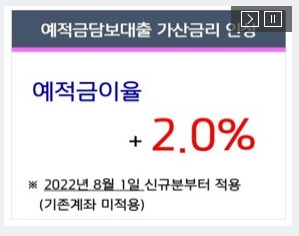 예적금담보대출 가산금리 인상
예적금이율
+ 2.0%
※ 2022년 8월 1일 신규분부터 적용
(기존계좌 미적용)